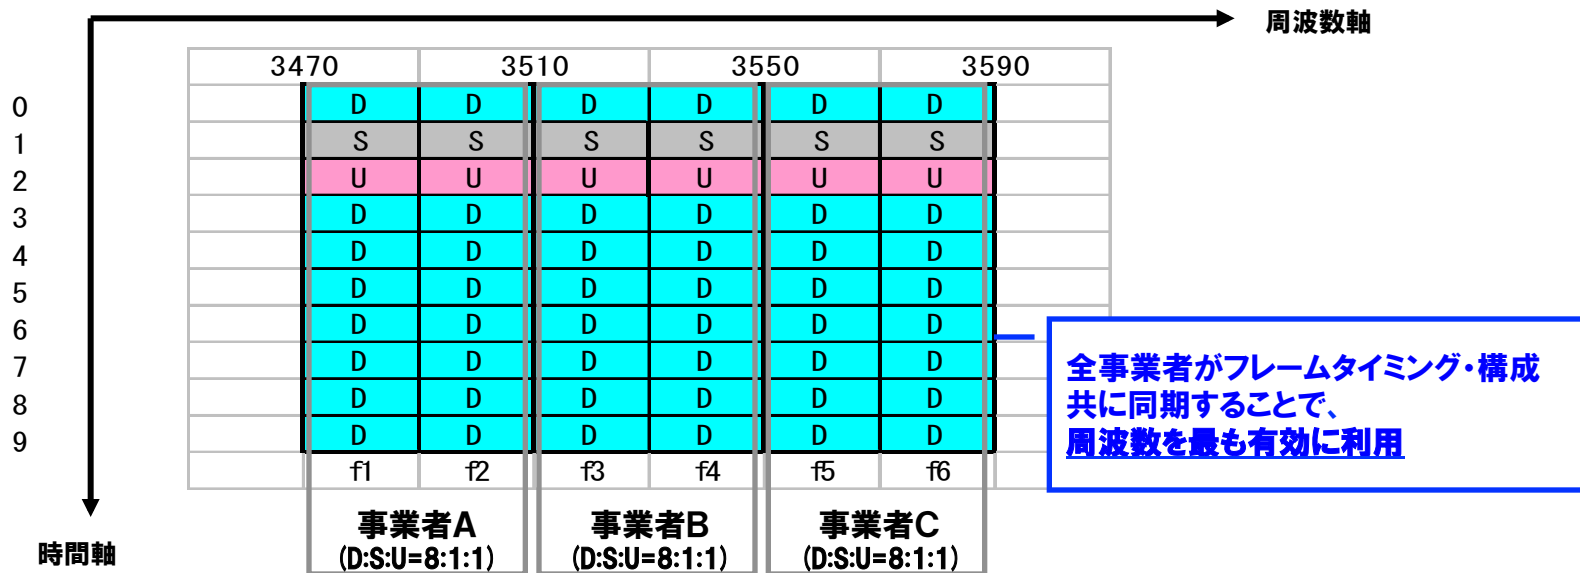 周波数軸
3470 3510 3550 3590
0 D D D D D D
1 S S S S S S
2 U U U U U U
3 D D D D D D
4 D D D D D D
5 D D D D D D
6 D D D D D D
7 D D D D D D
8 D D D D D D
9 D D D D D D
f1 f2 f3 f4 f5 f6
全事業者がフレームタイミング・構成
共に同期することで、
周波数を最も有効に利用
事業者A 事業者B 事業者C
(D:S:U=8:1:1) (D:S:U=8:1:1) (D:S:U=8:1:1)
時間軸